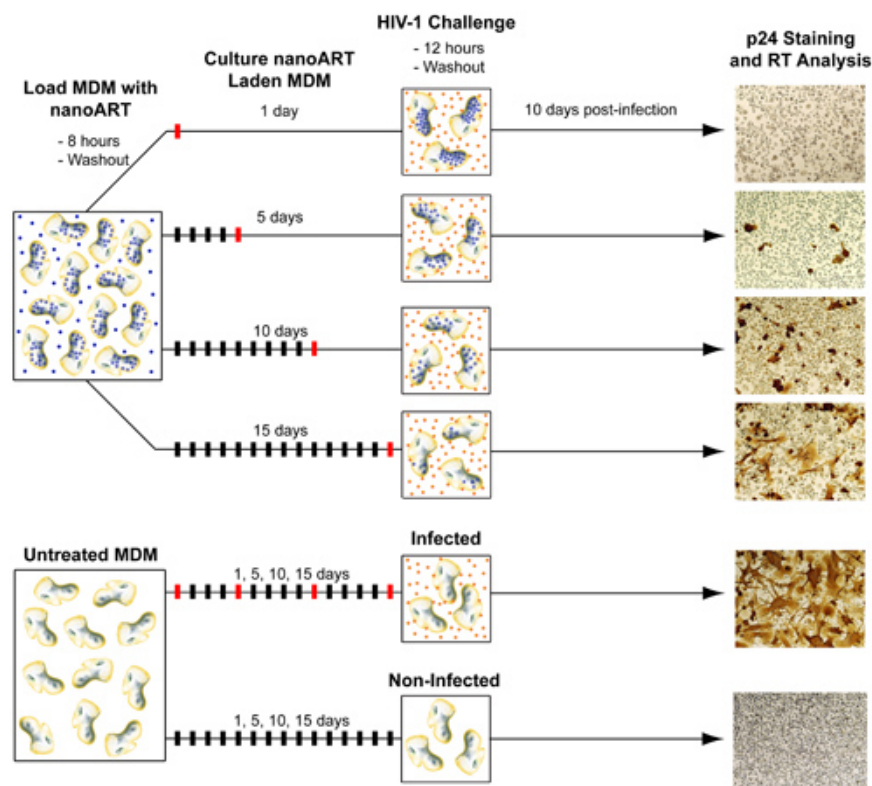 HIV-1 Challenge
- 12 hours
- Washout
p24 Staining
and RT Analysis
Culture nanoART
Laden MDM
Load MDM with
nanoART
- 8 hours
- Washout
1 day
10 days post-infection
5 days
10 days
15 days
Untreated MDM
Infected
1, 5, 10, 15 days
Non-Infected
1, 5, 10, 15 days